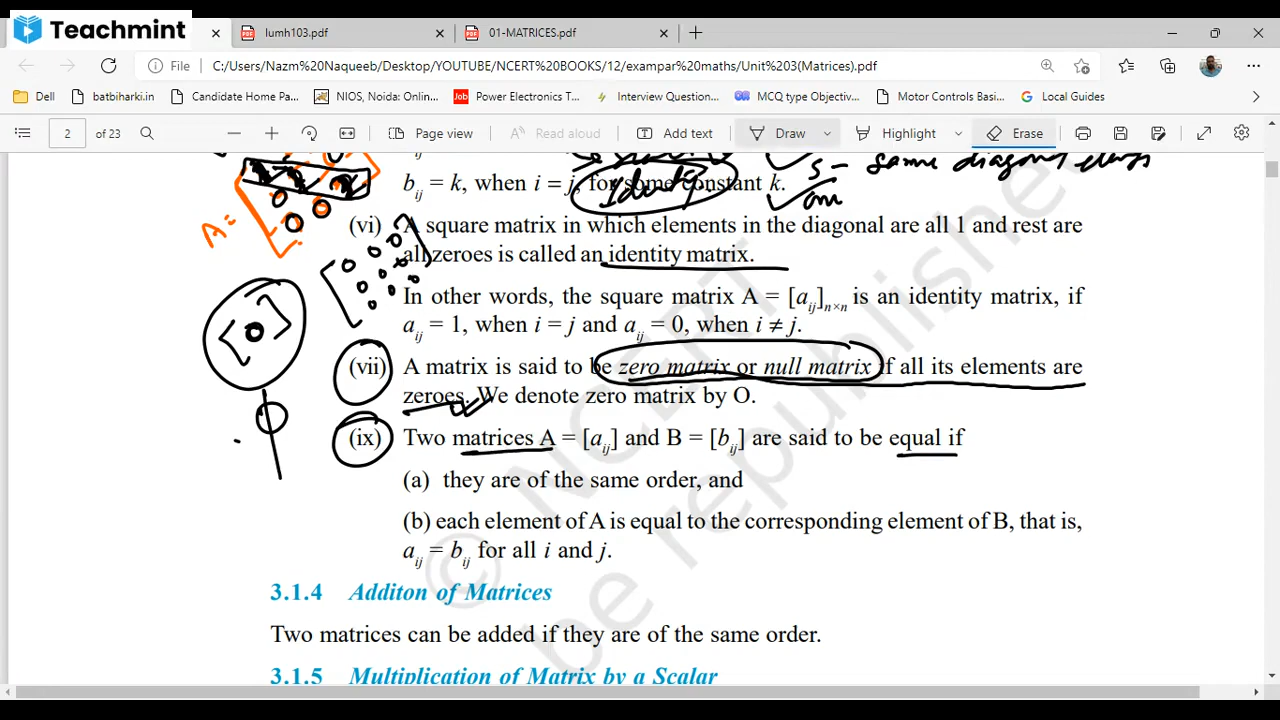 Teachmint
lumh103.pdf
01-MATRICES.pdf
File C:/Users/Nazm%20Naqueeb/Desktop/YOUTUBE/NCERT%20BOOKS/12/exampar%20maths/Unit%203(Matrices).pdf
Dell batbiharki.in Candidate Home Pa... NIOS, Noida: Onlin... Job Power Electronics T... Interview Question... MCQ type Objectiv... Motor Controls Basi... Local Guides
2 of 23 Page view Read aloud Add text Draw Highlight Erase
S- same diagonal
b_ij = k, when i = j, for some constant k.
Identity
A =
(vi) A square matrix in which elements in the diagonal are all 1 and rest are
all zeroes is called an identity matrix.
In other words, the square matrix A = [a_ij]_n×n is an identity matrix, if
a_ij = 1, when i = j and a_ij = 0, when i ≠ j.
(vii) A matrix is said to be zero matrix or null matrix if all its elements are
zeroes. We denote zero matrix by O.
(ix) Two matrices A = [a_ij] and B = [b_ij] are said to be equal if
(a) they are of the same order, and
(b) each element of A is equal to the corresponding element of B, that is,
a_ij = b_ij for all i and j.
3.1.4 Additon of Matrices
Two matrices can be added if they are of the same order.
3.1.5 Multiplication of Matrix by a Scalar
© NCERT
be republishe